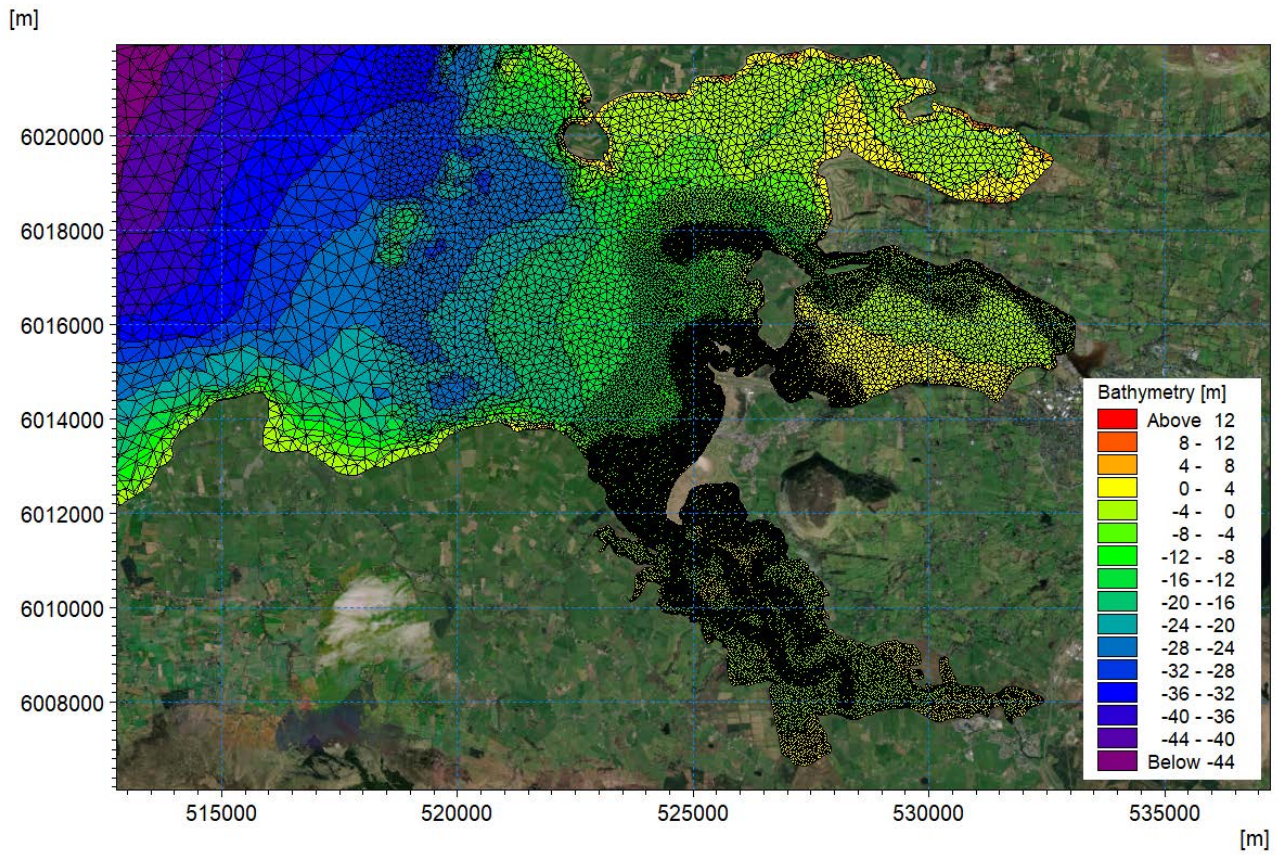 [m]
6020000
6018000
6016000
6014000
6012000
6010000
6008000
Bathymetry [m]
Above 12
8 - 12
4 - 8
0 - 4
-4 - 0
-8 - -4
-12 - -8
-16 - -12
-20 - -16
-24 - -20
-28 - -24
-32 - -28
-36 - -32
-40 - -36
-44 - -40
Below -44
515000 520000 525000 530000 535000
[m]